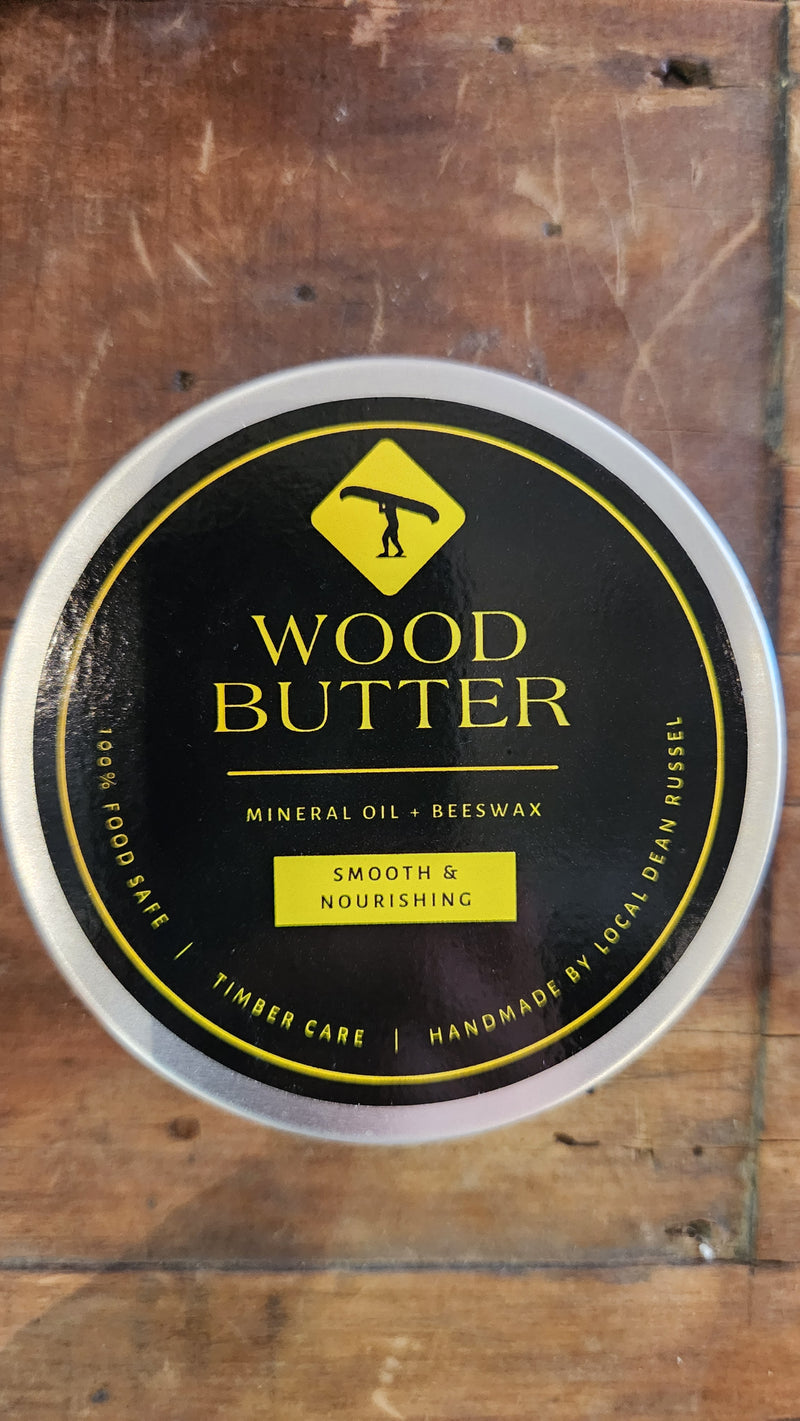 WOOD
BUTTER
MINERAL OIL + BEESWAX
SMOOTH &
NOURISHING
100% FOOD SAFE | TIMBER CARE | HANDMADE BY LOCAL DEAN RUSSEL